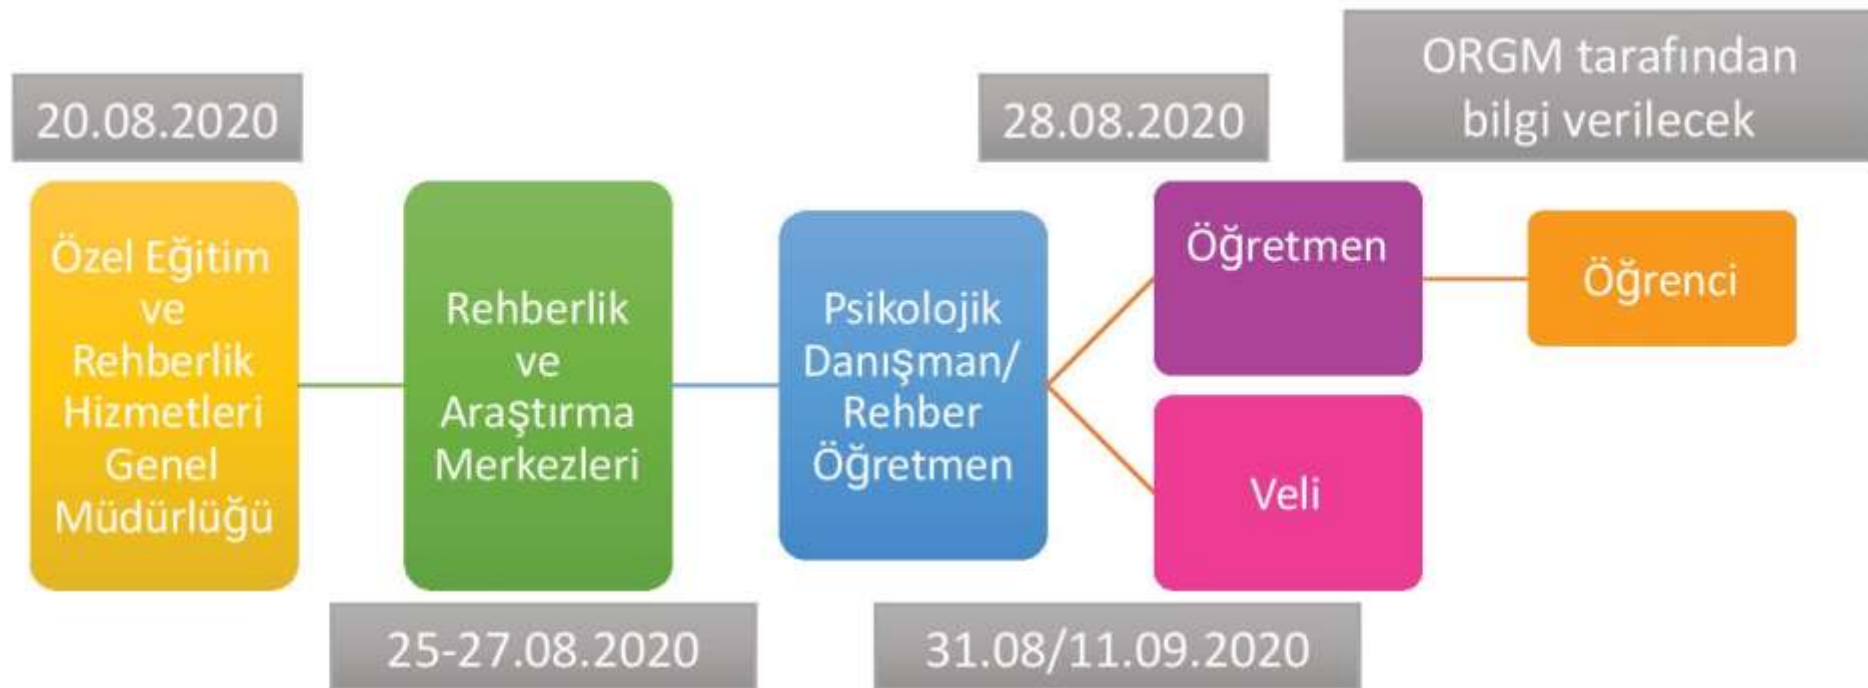 20.08.2020
Özel Eğitim
ve
Rehberlik
Hizmetleri
Genel
Müdürlüğü
Rehberlik
ve
Araştırma
Merkezleri
25-27.08.2020
Psikolojik
Danışman/
Rehber
Öğretmen
28.08.2020
Öğretmen
Veli
31.08/11.09.2020
ORGM tarafından
bilgi verilecek
Öğrenci